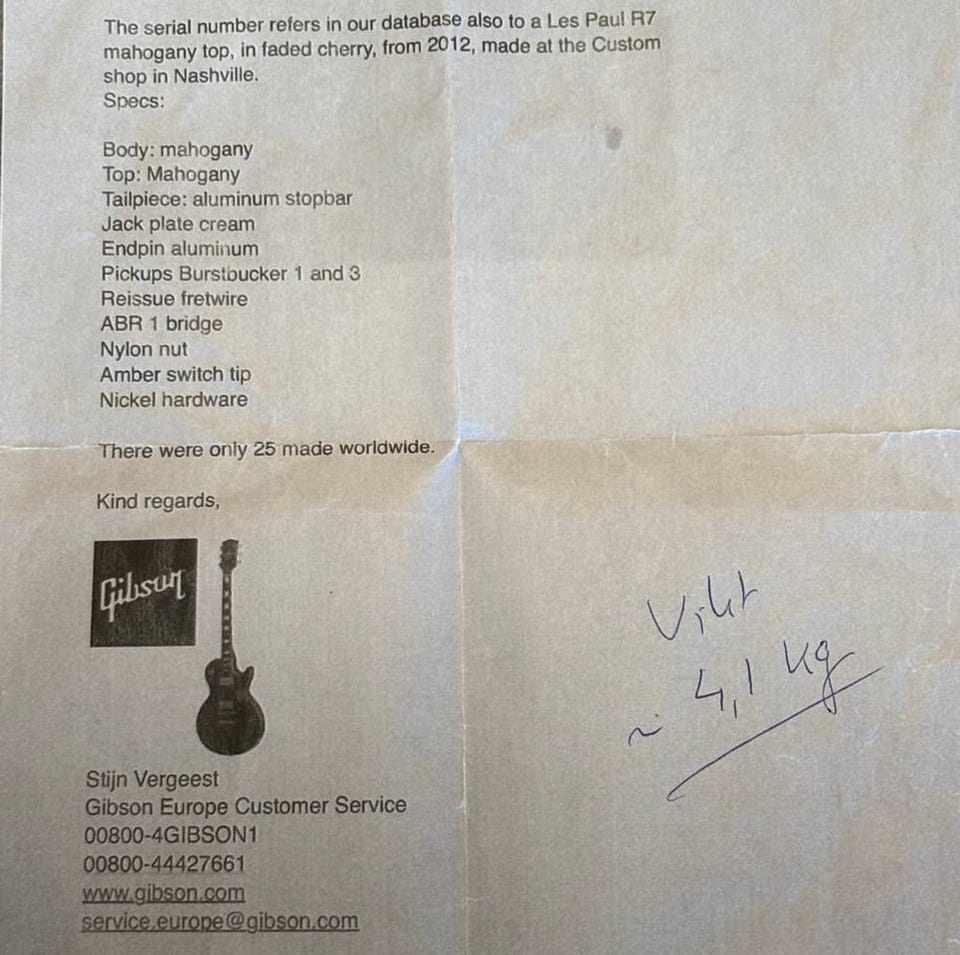 The serial number refers in our database also to a Les Paul R7
mahogany top, in faded cherry, from 2012, made at the Custom
shop in Nashville.
Specs:
Body: mahogany
Top: Mahogany
Tailpiece: aluminum stopbar
Jack plate cream
Endpin aluminum
Pickups Burstbucker 1 and 3
Reissue fretwire
ABR 1 bridge
Nylon nut
Amber switch tip
Nickel hardware
There were only 25 made worldwide.
Kind regards,
Gibson
Vikt
~ 4,1 kg
Stijn Vergeest
Gibson Europe Customer Service
00800-4GIBSON1
00800-44427661
www.gibson.com
service.europe@gibson.com